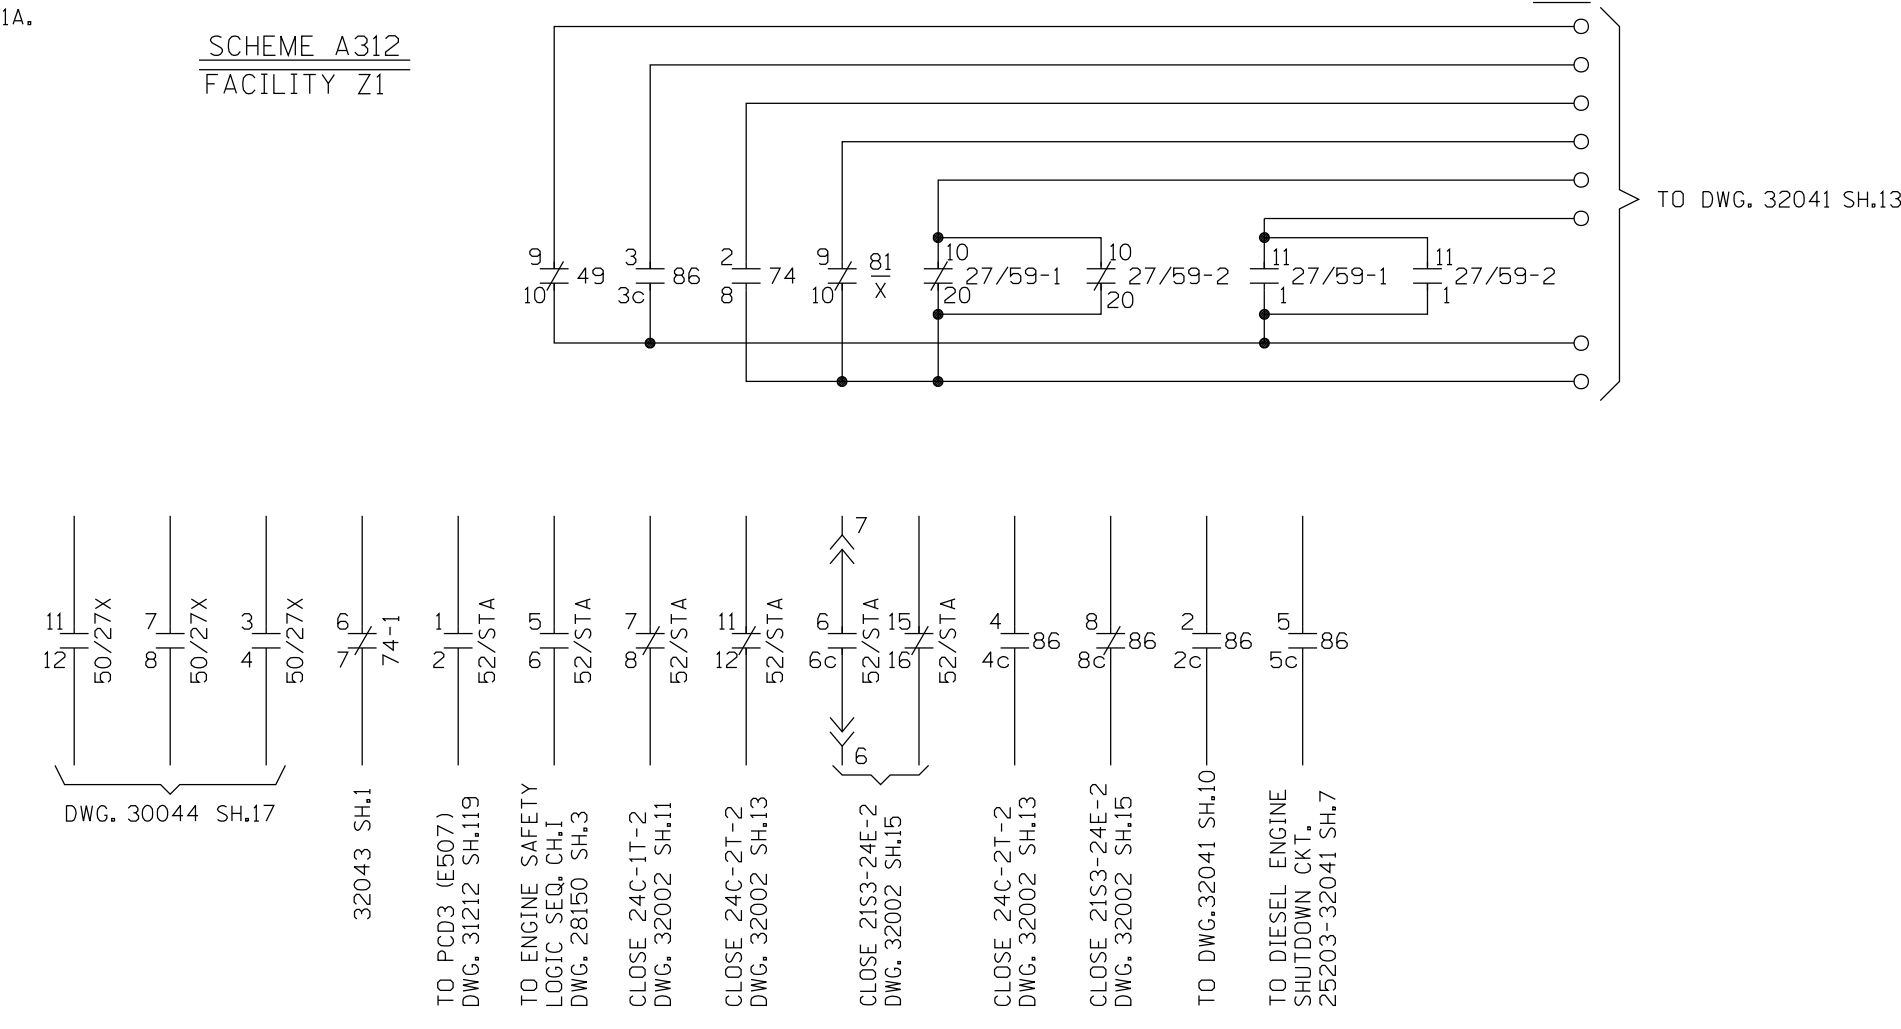 1A.
SCHEME A312
FACILITY Z1
TO DWG. 32041 SH.13
9
10
49
3
3c
86
2
8
74
9
10
81
X
10
20
27/59-1
10
20
27/59-2
11
1
27/59-1
11
1
27/59-2
11
12
50/27X
7
8
50/27X
3
4
50/27X
6
7
74-1
1
2
52/STA
5
6
52/STA
7
8
52/STA
11
12
52/STA
7
6
6c
52/STA
6
15
16
52/STA
4
4c
86
8
8c
86
2
2c
86
5
5c
86
DWG. 30044 SH.17
32043 SH.1
TO PCD3 (E507)
DWG. 31212 SH.119
TO ENGINE SAFETY
LOGIC SEQ. CH.I
DWG. 28150 SH.3
CLOSE 24C-1T-2
DWG. 32002 SH.11
CLOSE 24C-2T-2
DWG. 32002 SH.13
CLOSE 21S3-24E-2
DWG. 32002 SH.15
CLOSE 24C-2T-2
DWG. 32002 SH.13
CLOSE 21S3-24E-2
DWG. 32002 SH.15
TO DWG.32041 SH.10
TO DIESEL ENGINE
SHUTDOWN CKT.
25203-32041 SH.7